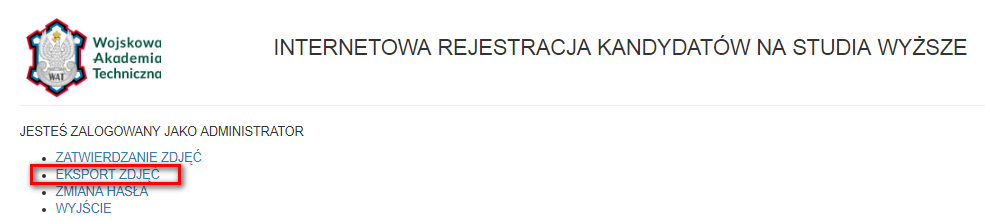 Wojskowa
Akademia
Techniczna
WAT
INTERNETOWA REJESTRACJA KANDYDATÓW NA STUDIA WYŻSZE
JESTEŚ ZALOGOWANY JAKO ADMINISTRATOR
ZATWIERDZANIE ZDJĘĆ
EKSPORT ZDJĘĆ
ZMIANA HASŁA
WYJŚCIE